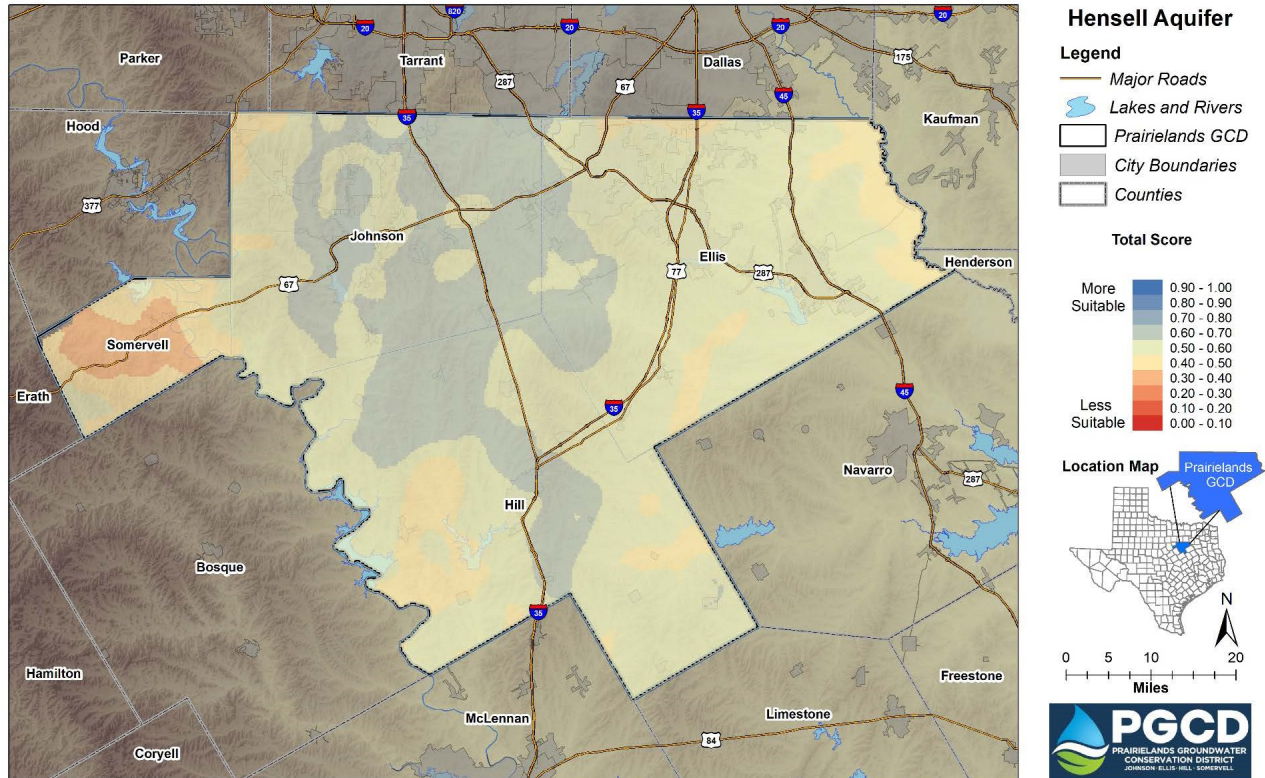 Hensell Aquifer
Legend
Major Roads
Lakes and Rivers
Prairielands GCD
City Boundaries
Counties
Total Score
More
Suitable
0.90 - 1.00
0.80 - 0.90
0.70 - 0.80
0.60 - 0.70
0.50 - 0.60
0.40 - 0.50
0.30 - 0.40
0.20 - 0.30
0.10 - 0.20
0.00 - 0.10
Less
Suitable
Location Map
Prairielands
GCD
N
0 5 10 20
Miles
PGCD
PRAIRIELANDS GROUNDWATER
CONSERVATION DISTRICT
JOHNSON · ELLIS · HILL · SOMERVELL
820
20
20
20
20
Parker
Tarrant
Dallas
175
287
67
45
Hood
35
35
Kaufman
377
Johnson
Ellis
Henderson
67
77
287
Somervell
Erath
35
45
Navarro
287
Hill
Bosque
35
Hamilton
Freestone
McLennan
Limestone
84
Coryell